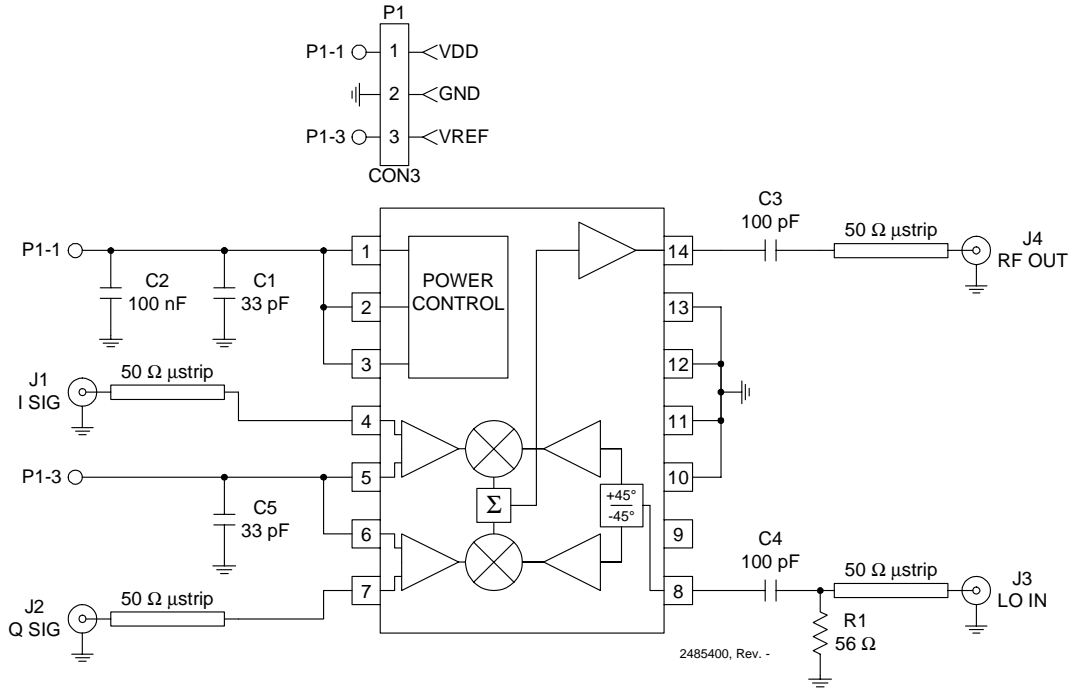 P1
P1-1 1 VDD
2 GND
P1-3 3 VREF
CON3
P1-1
C2
100 nF
C1
33 pF
1
2
3
POWER
CONTROL
14
C3
100 pF
50 Ω µstrip
J4
RF OUT
13
12
11
10
J1
I SIG
50 Ω µstrip
4
P1-3
5
C5
33 pF
6
Σ
+45°
-45°
9
J2
Q SIG
50 Ω µstrip
7
8
C4
100 pF
50 Ω µstrip
J3
LO IN
R1
56 Ω
2485400, Rev. -